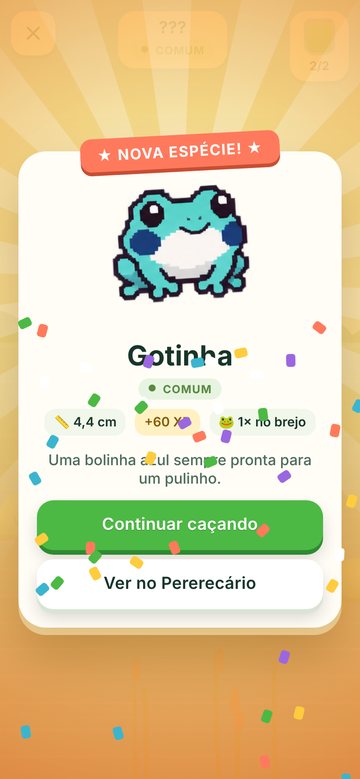 ???
COMUM
2/2
★ NOVA ESPÉCIE! ★
Gotinha
COMUM
4,4 cm
+60 XP
1× no brejo
Uma bolinha azul sempre pronta para
um pulinho.
Continuar caçando
Ver no Pererecário